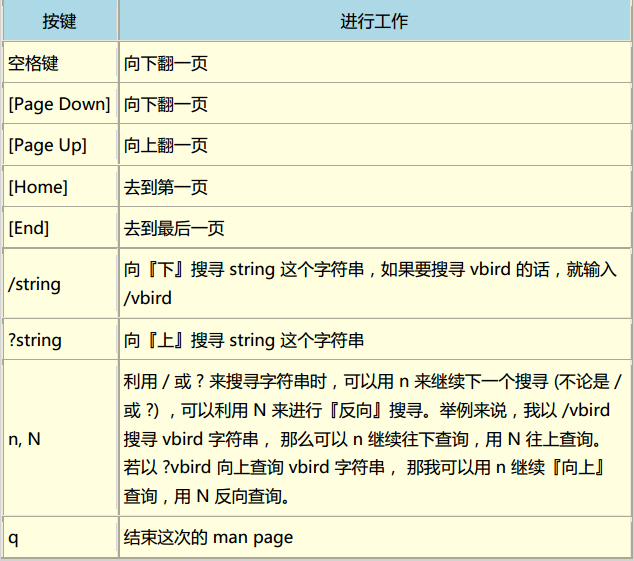 按键 进行工作
空格键 向下翻一页
[Page Down] 向下翻一页
[Page Up] 向上翻一页
[Home] 去到第一页
[End] 去到最后一页
/string 向『下』搜寻 string 这个字符串，如果要搜寻 vbird 的话，就输入
/vbird
?string 向『上』搜寻 string 这个字符串
n, N
利用 / 或 ? 来搜寻字符串时，可以用 n 来继续下一个搜寻 (不论是 /
或 ?) ，可以利用 N 来进行『反向』搜寻。举例来说，我以 /vbird
搜寻 vbird 字符串， 那么可以 n 继续往下查询，用 N 往上查询。
若以 ?vbird 向上查询 vbird 字符串， 那我可以用 n 继续『向上』
查询，用 N 反向查询。
q 结束这次的 man page